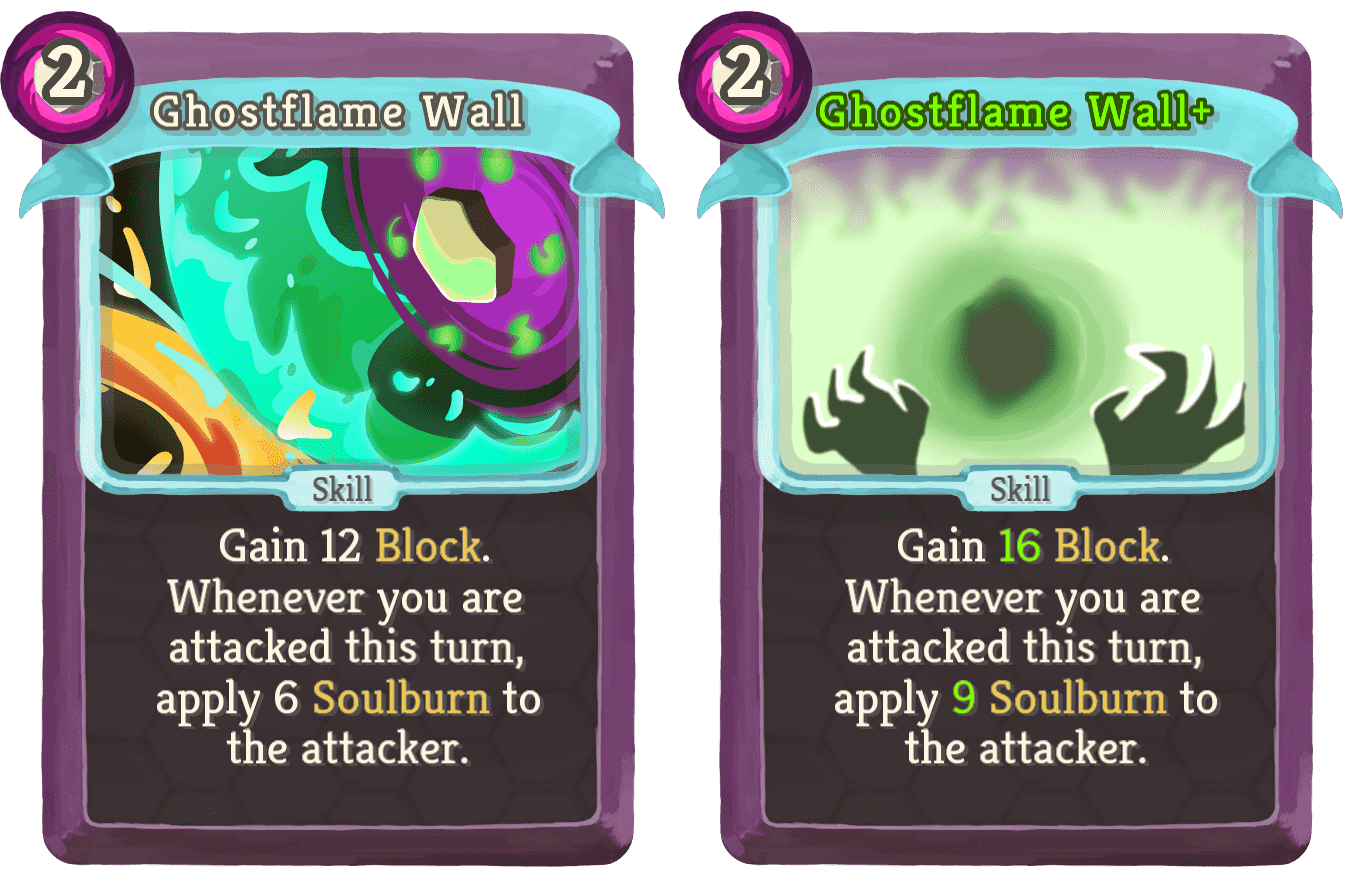 2
Ghostflame Wall
Skill
Gain 12 Block.
Whenever you are
attacked this turn,
apply 6 Soulburn to
the attacker.
2
Ghostflame Wall+
Skill
Gain 16 Block.
Whenever you are
attacked this turn,
apply 9 Soulburn to
the attacker.